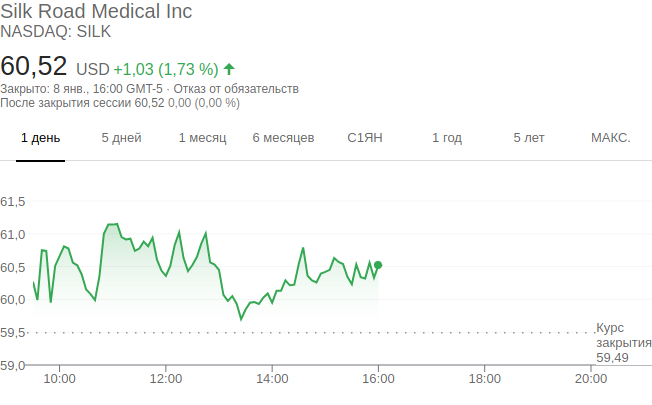 Silk Road Medical Inc
NASDAQ: SILK
60,52 USD +1,03 (1,73 %)
Закрыто: 8 янв., 16:00 GMT-5 · Отказ от обязательств
После закрытия сессии 60,52 0,00 (0,00 %)
1 день 5 дней 1 месяц 6 месяцев С1ЯН 1 год 5 лет МАКС.
61,5
61,0
60,5
60,0
59,5
Курс
закрытия
59,49
59,0
10:00 12:00 14:00 16:00 18:00 20:00